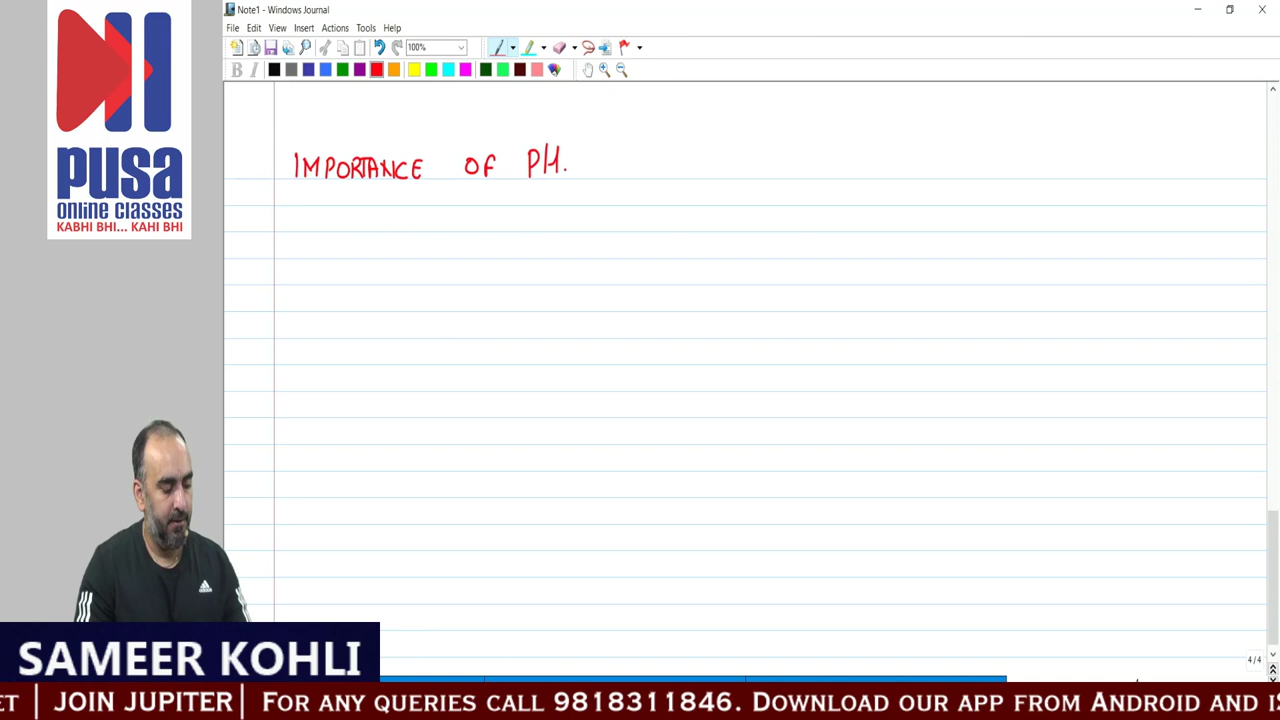 Note1 - Windows Journal
File Edit View Insert Actions Tools Help
100%
B I
PUSA
ONLINE CLASSES
KABHI BHI... KAHI BHI
IMPORTANCE OF PH.
4/4
SAMEER KOHLI
ET | JOIN JUPITER | FOR ANY QUERIES CALL 9818311846. DOWNLOAD OUR APP FROM ANDROID AND IS